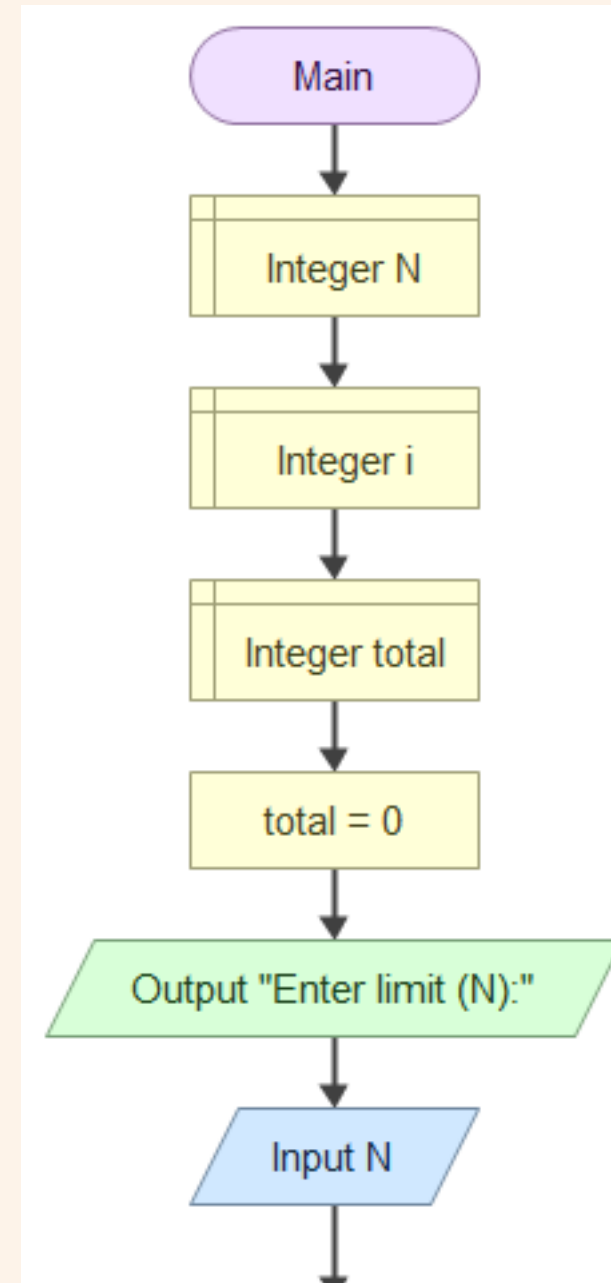 Main
Integer N
Integer i
Integer total
total = 0
Output "Enter limit (N):"
Input N